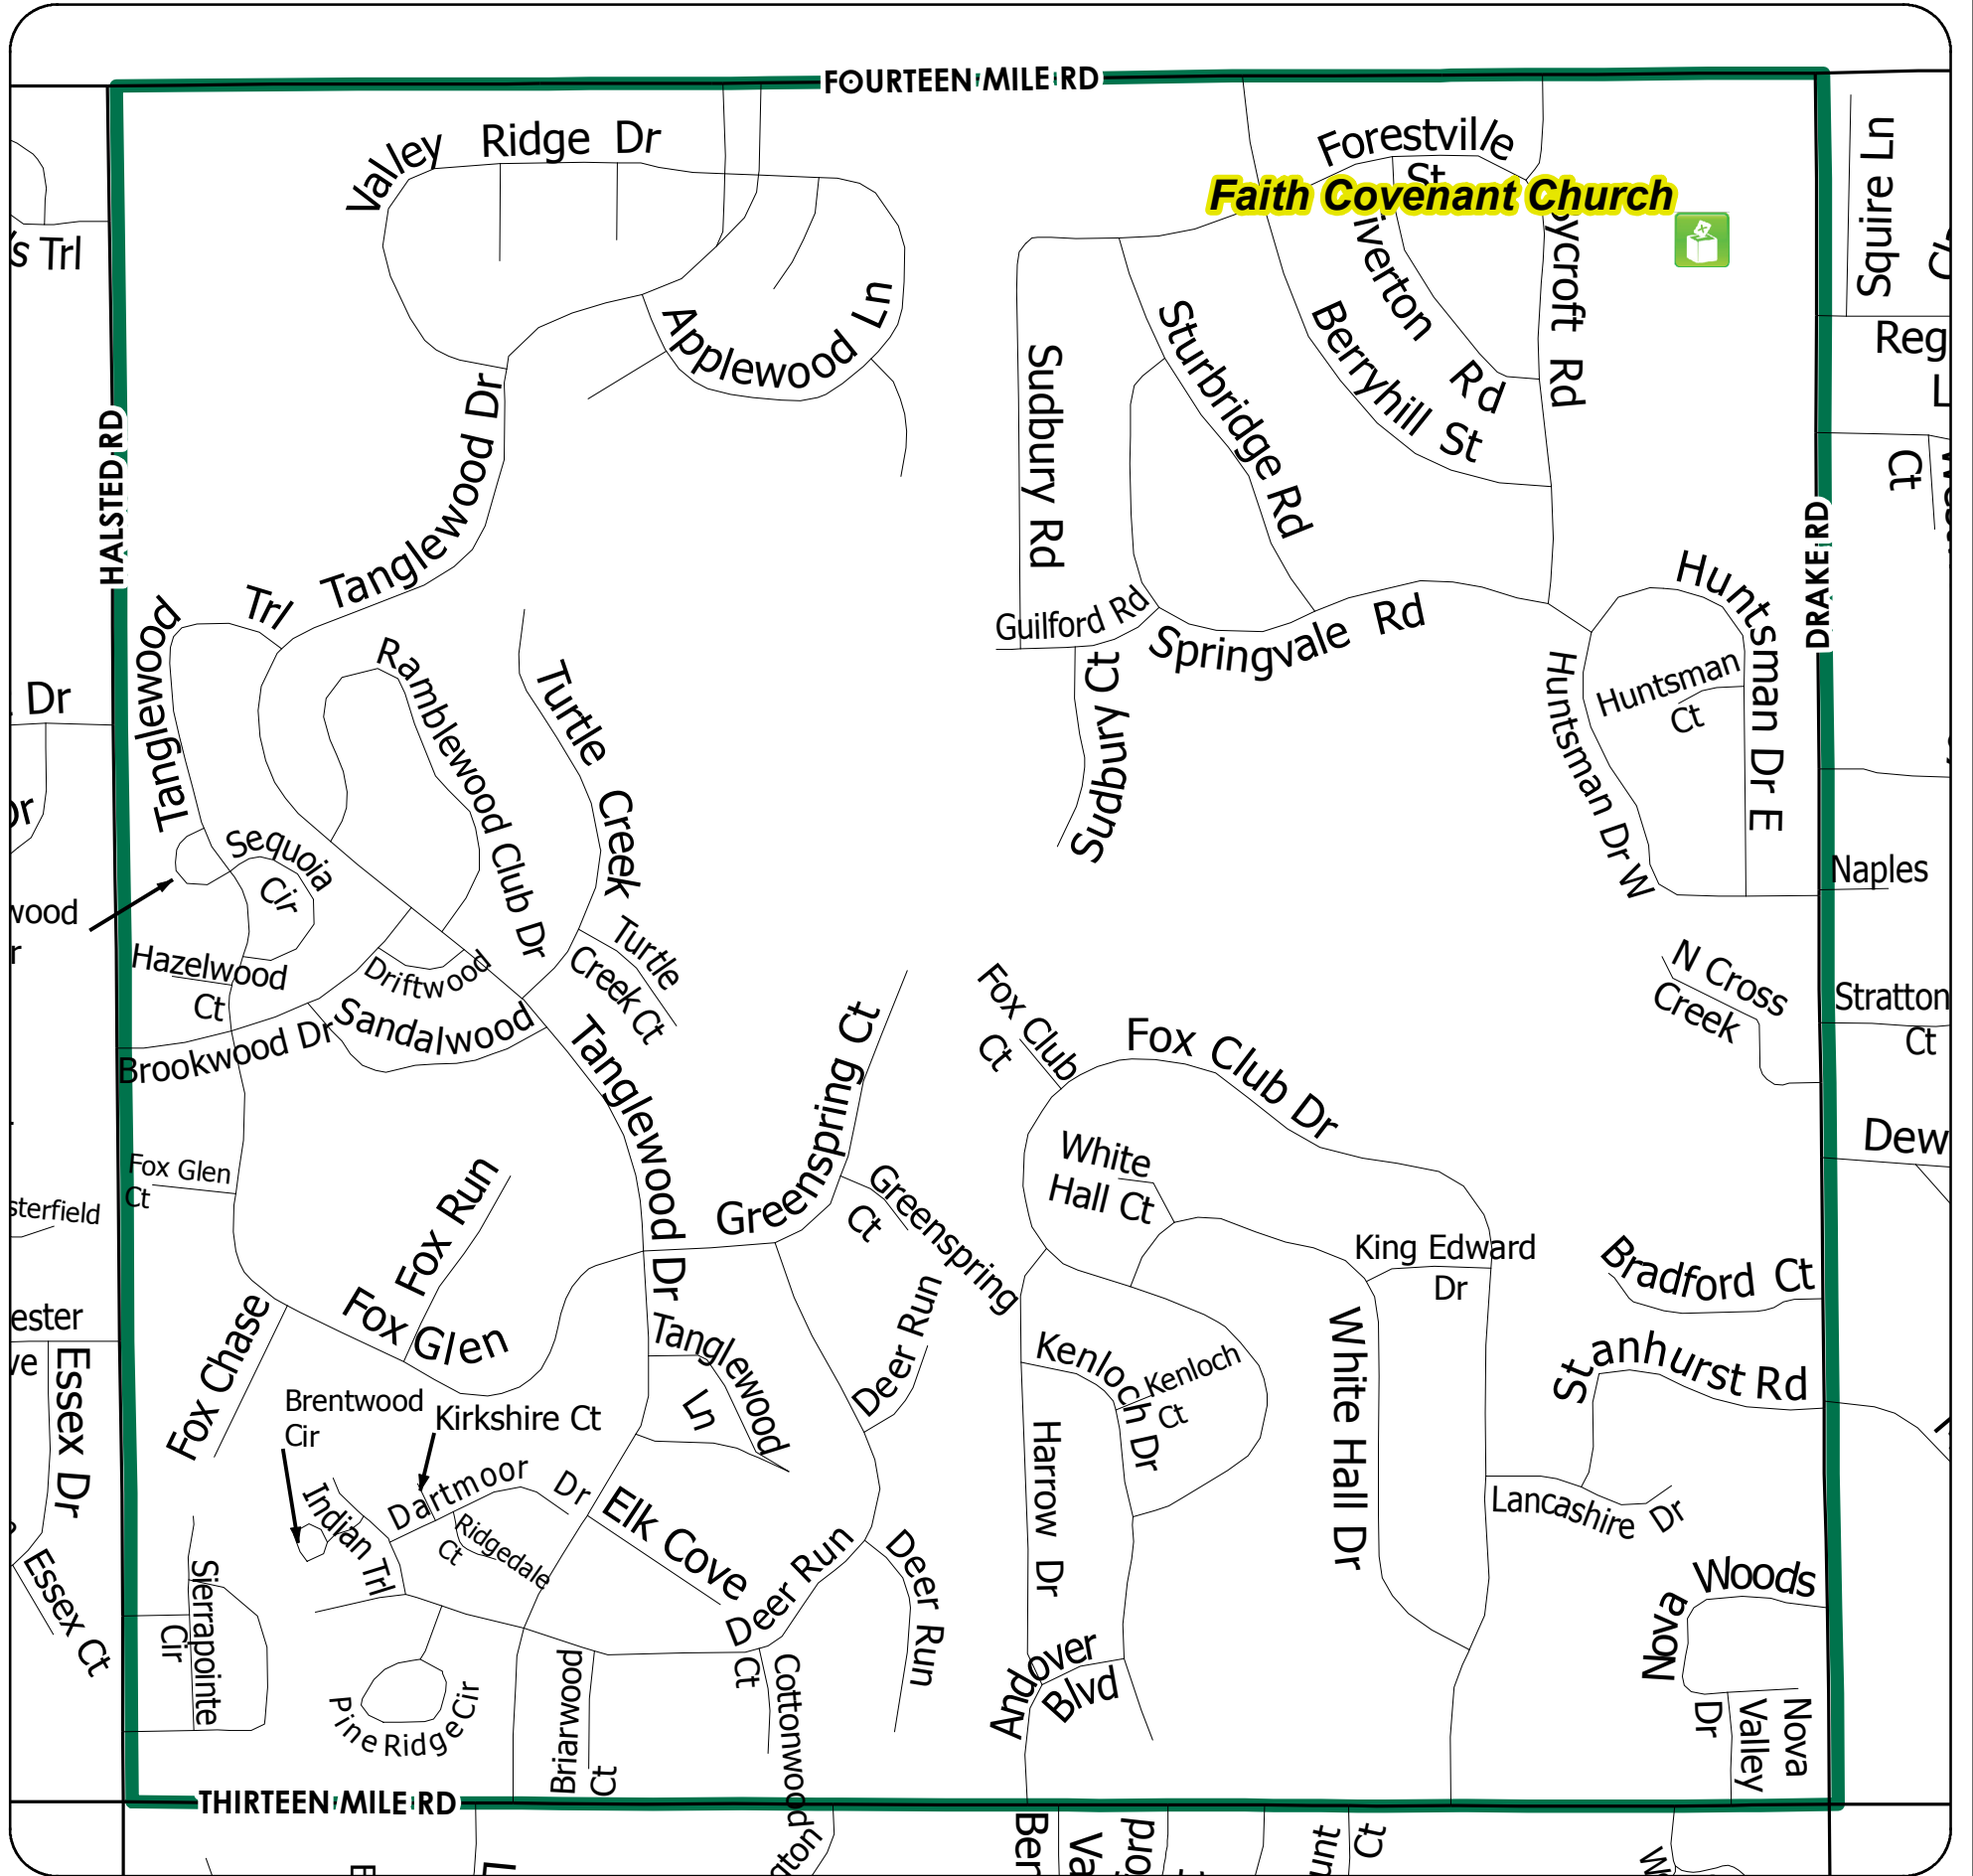 FOURTEEN MILE RD
Valley Ridge Dr
Forestville St
Faith Covenant Church
Squire Ln
Applewood Ln
Rd
Berryhill St
Sturbridge Rd
Sudbury Rd
HALSTED RD
Tanglewood Dr
DRAKE RD
Ct
Tanglewood Trl
Guilford Rd
Springvale Rd
Sudbury Ct
Huntsman Dr E
Huntsman Ct
Huntsman Dr W
Trl
Dr
Ramblewood Club Dr
Turtle Creek
Sequoia Cir
Naples
Hazelwood Ct
Driftwood
Turtle Creek Ct
Sandalwood
Brookwood Dr
N Cross Creek
Stratton Ct
Fox Club Ct
Fox Club Dr
Tanglewood Dr
Greenspring Ct
Greenspring Ct
White Hall Ct
Fox Glen Ct
Fox Run
Fox Glen
Fox Chase
King Edward Dr
Bradford Ct
Stanhurst Rd
Deer Run
Tanglewood Ln
Kenloch Dr
Kenloch Ct
White Hall Dr
Harrow Dr
Essex Dr
Essex Ct
Brentwood Cir
Kirkshire Ct
Dartmoor Dr
Indian Trl
Ridgedale Ct
Elk Cove
Deer Run
Deer Run
Lancashire Dr
Nova Woods Dr
Nova Valley
Sierrapointe Cir
Pine Ridge Cir
Briarwood Ct
Cottonwood Ct
Andover Blvd
THIRTEEN MILE RD
Ct